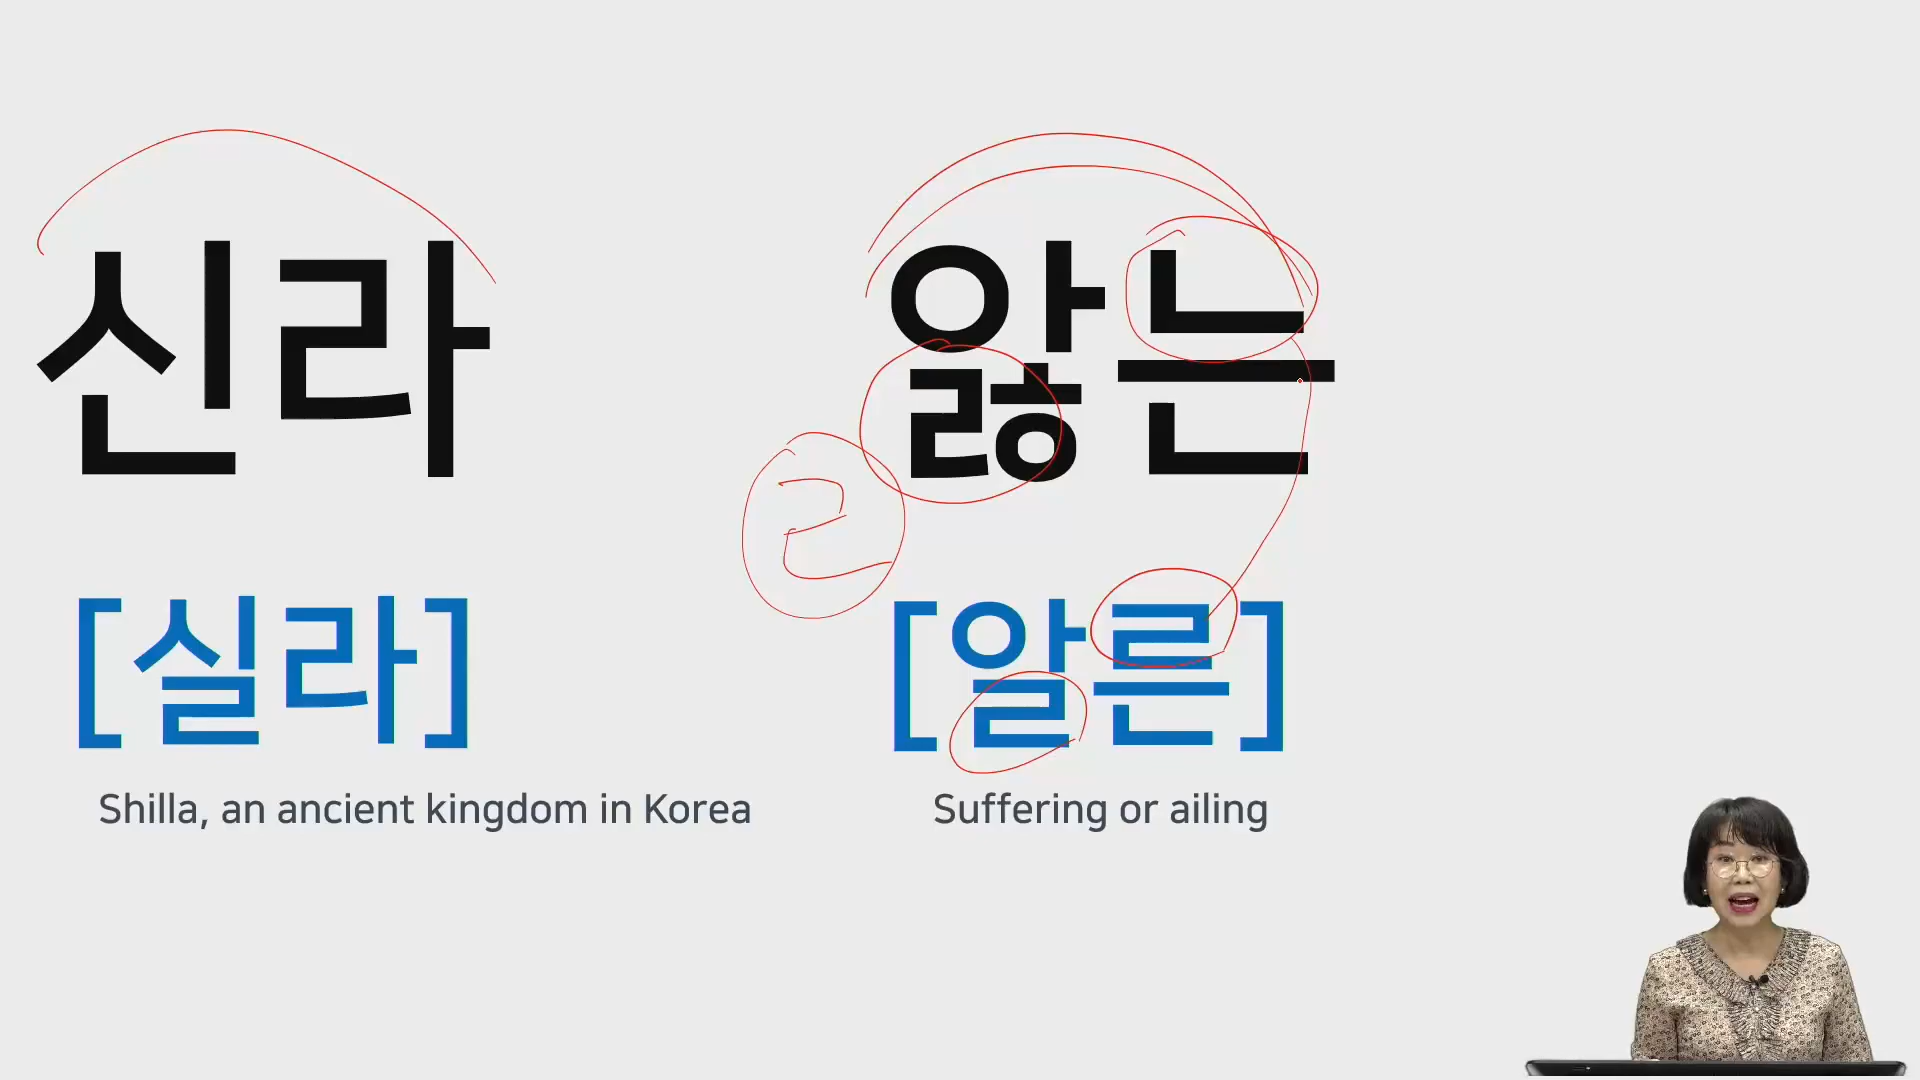 신라 앓는
ㄹ
[실라] [알른]
Shilla, an ancient kingdom in Korea Suffering or ailing